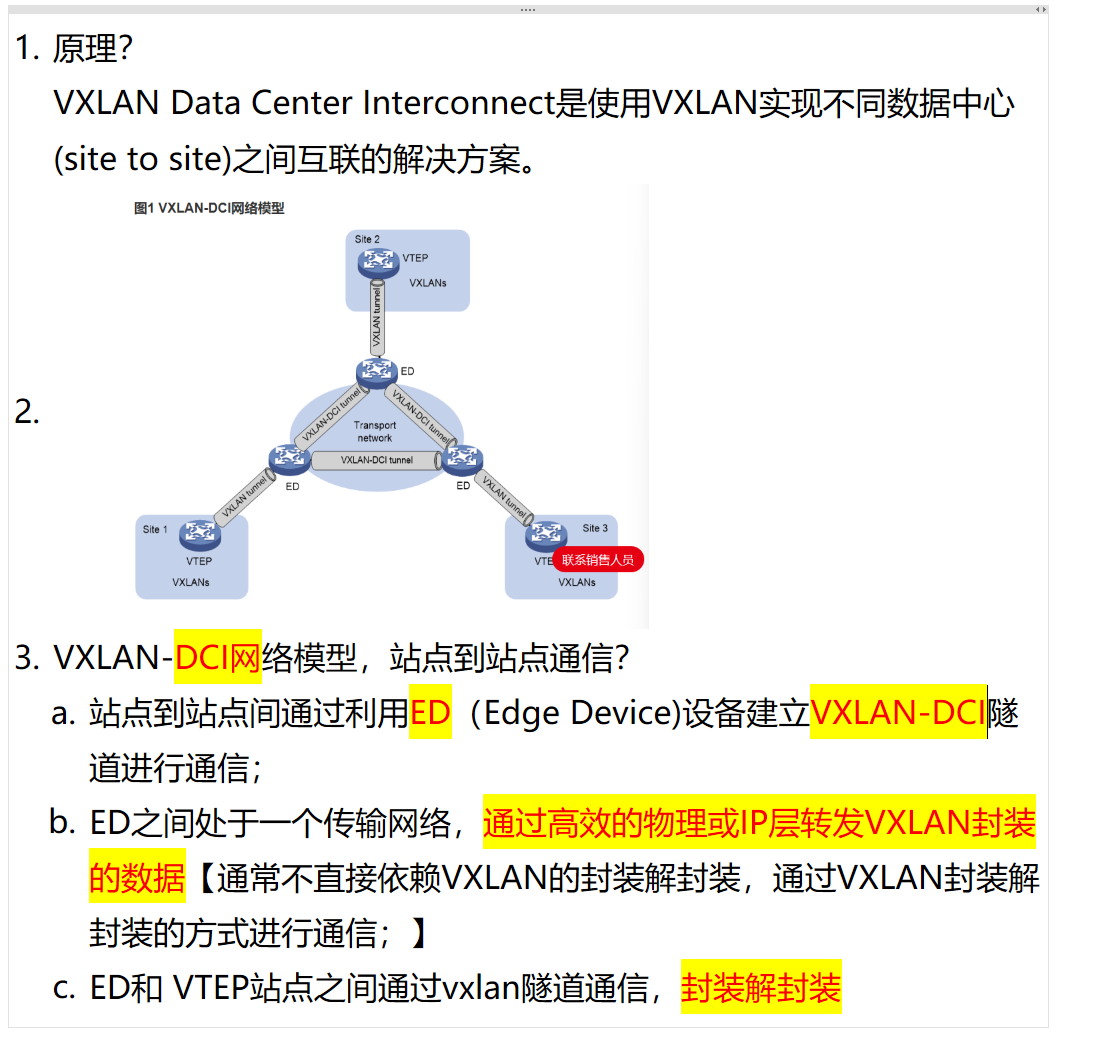 1. 原理？
VXLAN Data Center Interconnect是使用VXLAN实现不同数据中心
(site to site)之间互联的解决方案。
2.
图1 VXLAN-DCI网络模型
Site 2
VTEP
VXLANs
VXLAN tunnel
ED
VXLAN-DCI tunnel
VXLAN-DCI tunnel
Transport
network
VXLAN-DCI tunnel
ED
ED
VXLAN tunnel
VXLAN tunnel
Site 1
VTEP
VXLANs
Site 3
VTE
联系销售人员
VXLANs
3. VXLAN-DCI网络模型，站点到站点通信？
a. 站点到站点间通过利用ED（Edge Device)设备建立VXLAN-DCI隧
道进行通信；
b. ED之间处于一个传输网络，通过高效的物理或IP层转发VXLAN封装
的数据【通常不直接依赖VXLAN的封装解封装，通过VXLAN封装解
封装的方式进行通信；】
c. ED和 VTEP站点之间通过vxlan隧道通信，封装解封装